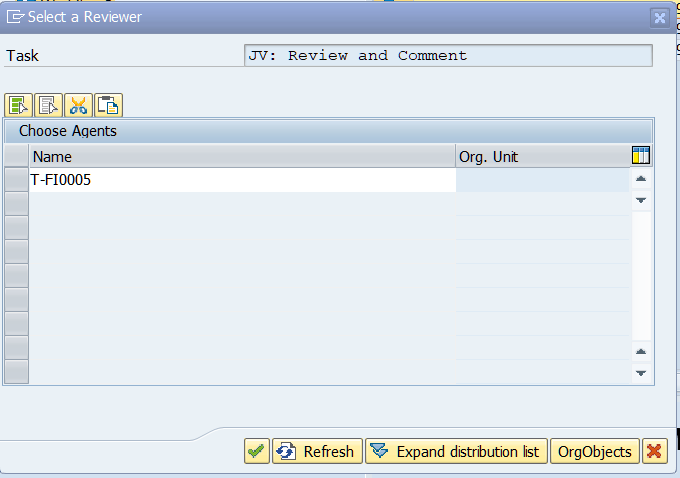 Select a Reviewer
Task JV: Review and Comment
Choose Agents
Name Org. Unit
T-FI0005
Refresh Expand distribution list OrgObjects